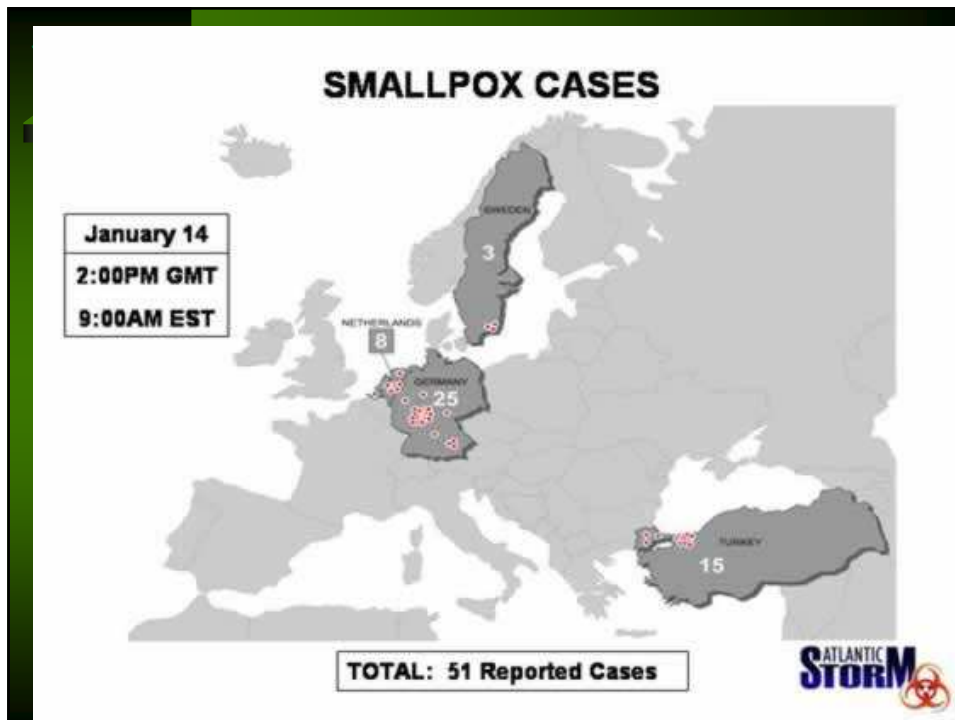 SMALLPOX CASES
January 14
2:00PM GMT
9:00AM EST
SWEDEN
3
NETHERLANDS
8
GERMANY
25
TURKEY
15
TOTAL: 51 Reported Cases
ATLANTIC
STORM